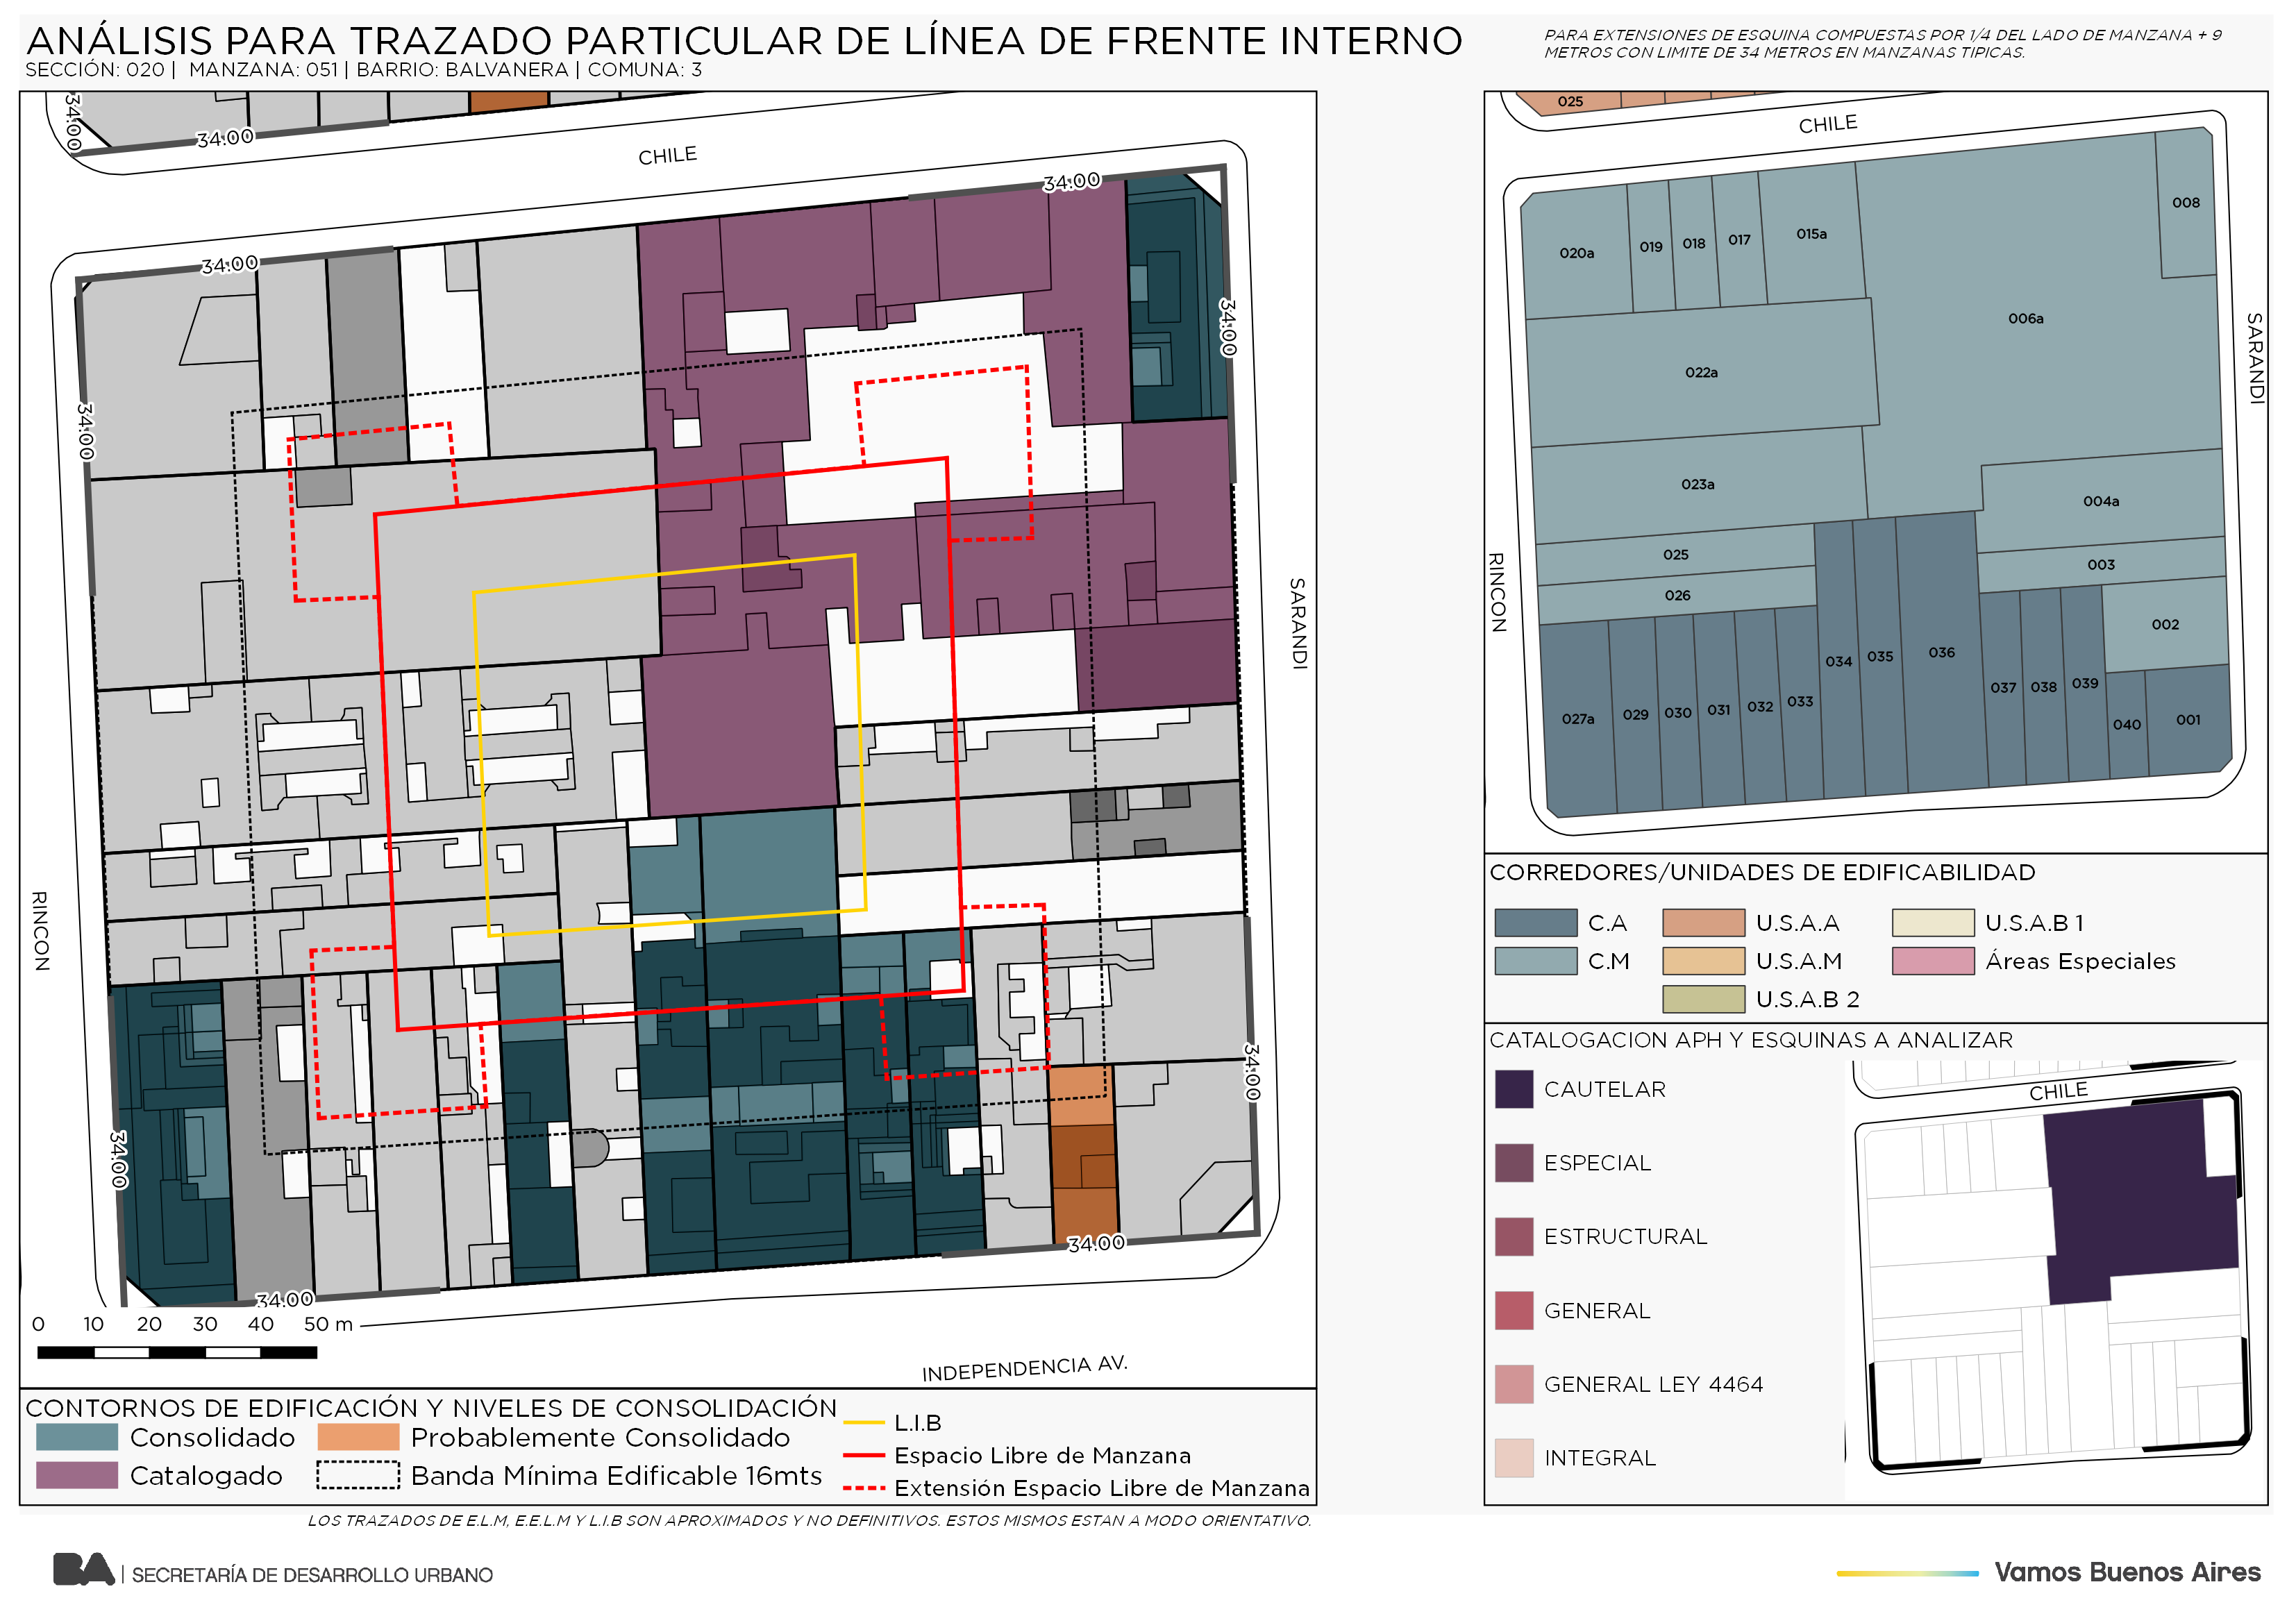 ANÁLISIS PARA TRAZADO PARTICULAR DE LÍNEA DE FRENTE INTERNO
SECCIÓN: 020 | MANZANA: 051 | BARRIO: BALVANERA | COMUNA: 3
PARA EXTENSIONES DE ESQUINA COMPUESTAS POR 1/4 DEL LADO DE MANZANA + 9
METROS CON LIMITE DE 34 METROS EN MANZANAS TIPICAS.
34.00
34.00
CHILE
34.00
34.00
34.00
34.00
SARANDI
RINCON
34.00
34.00
34.00
34.00
0 10 20 30 40 50 m
INDEPENDENCIA AV.
CONTORNOS DE EDIFICACIÓN Y NIVELES DE CONSOLIDACIÓN
Consolidado
Probablemente Consolidado
Catalogado
Banda Mínima Edificable 16mts
L.I.B
Espacio Libre de Manzana
Extensión Espacio Libre de Manzana
LOS TRAZADOS DE E.L.M, E.E.L.M Y L.I.B SON APROXIMADOS Y NO DEFINITIVOS. ESTOS MISMOS ESTAN A MODO ORIENTATIVO.
025
CHILE
008
020a
019
018
017
015a
006a
SARANDI
022a
023a
004a
RINCON
025
003
026
002
027a
029
030
031
032
033
034
035
036
037
038
039
040
001
CORREDORES/UNIDADES DE EDIFICABILIDAD
C.A
U.S.A.A
U.S.A.B 1
C.M
U.S.A.M
Áreas Especiales
U.S.A.B 2
CATALOGACION APH Y ESQUINAS A ANALIZAR
CAUTELAR
ESPECIAL
ESTRUCTURAL
GENERAL
GENERAL LEY 4464
INTEGRAL
CHILE
BA | SECRETARÍA DE DESARROLLO URBANO
Vamos Buenos Aires